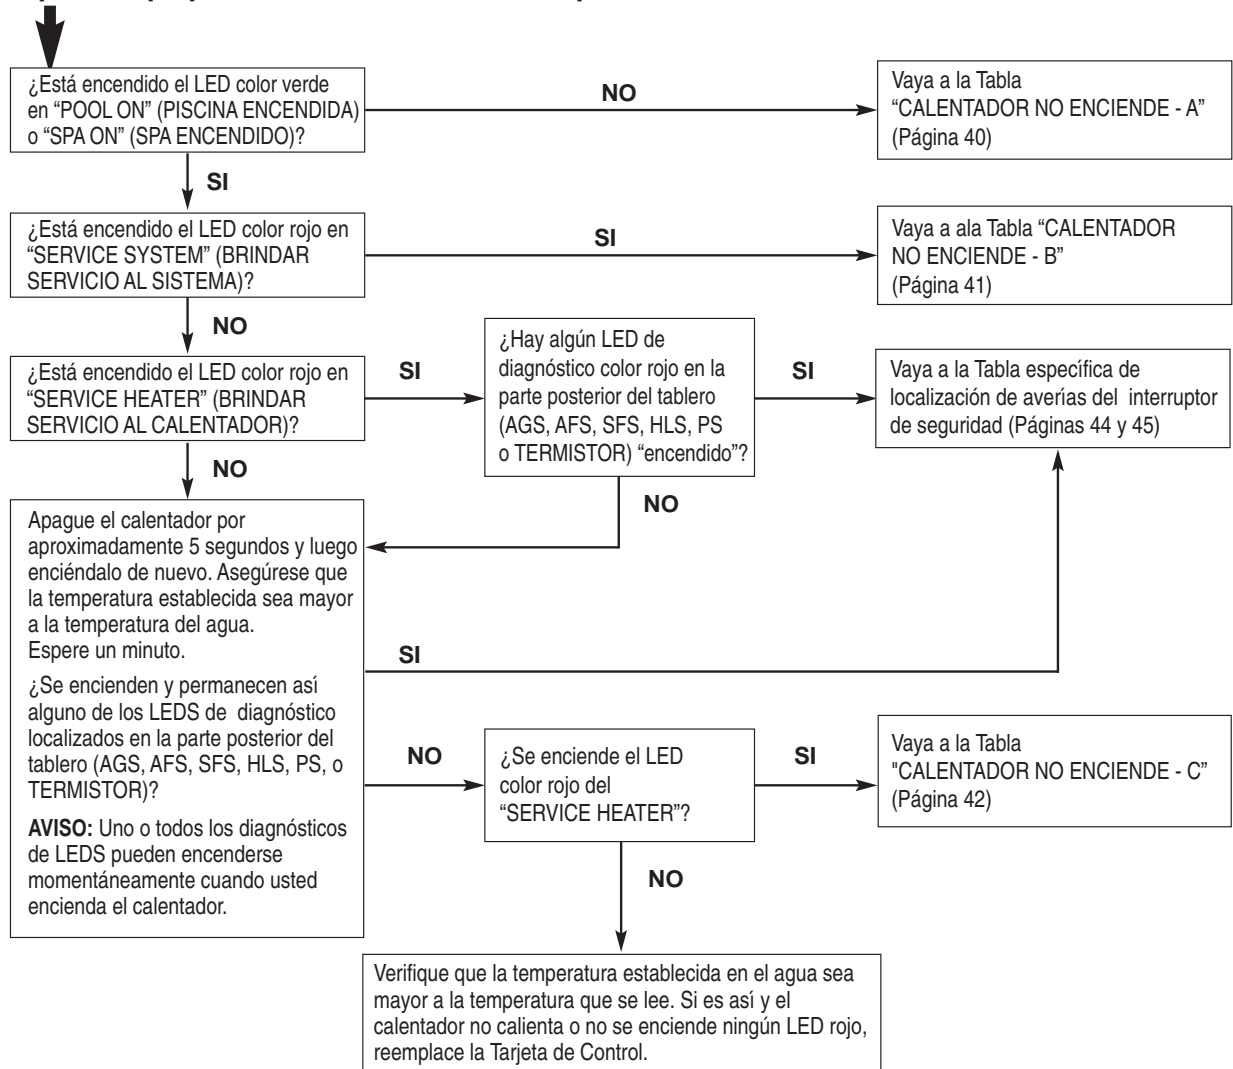 ¿Está encendido el LED color verde
en “POOL ON” (PISCINA ENCENDIDA)
o “SPA ON” (SPA ENCENDIDO)?
NO
Vaya a la Tabla
“CALENTADOR NO ENCIENDE - A”
(Página 40)
SI
¿Está encendido el LED color rojo en
“SERVICE SYSTEM” (BRINDAR
SERVICIO AL SISTEMA)?
SI
Vaya a ala Tabla “CALENTADOR
NO ENCIENDE - B”
(Página 41)
NO
¿Está encendido el LED color rojo en
“SERVICE HEATER” (BRINDAR
SERVICIO AL CALENTADOR)?
SI
¿Hay algún LED de
diagnóstico color rojo en la
parte posterior del tablero
(AGS, AFS, SFS, HLS, PS
o TERMISTOR) “encendido”?
SI
Vaya a la Tabla específica de
localización de averías del interruptor
de seguridad (Páginas 44 y 45)
NO
NO
Apague el calentador por
aproximadamente 5 segundos y luego
enciéndalo de nuevo. Asegúrese que
la temperatura establecida sea mayor
a la temperatura del agua.
Espere un minuto.
¿Se encienden y permanecen así
alguno de los LEDS de diagnóstico
localizados en la parte posterior del
tablero (AGS, AFS, SFS, HLS, PS, o
TERMISTOR)?
AVISO: Uno o todos los diagnósticos
de LEDS pueden encenderse
momentáneamente cuando usted
encienda el calentador.
SI
NO
¿Se enciende el LED
color rojo del
“SERVICE HEATER”?
SI
Vaya a la Tabla
"CALENTADOR NO ENCIENDE - C”
(Página 42)
NO
Verifique que la temperatura establecida en el agua sea
mayor a la temperatura que se lee. Si es así y el
calentador no calienta o no se enciende ningún LED rojo,
reemplace la Tarjeta de Control.